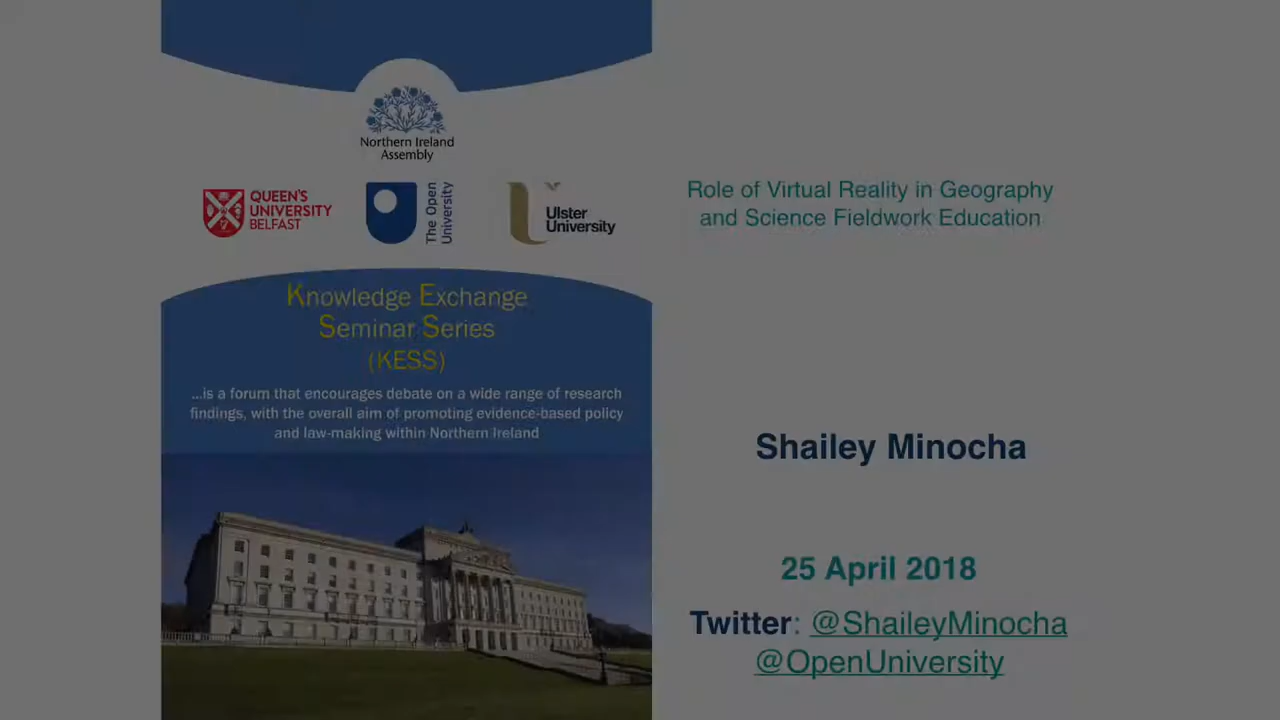 Northern Ireland
Assembly
QUEEN'S
UNIVERSITY
BELFAST
The Open
University
Ulster
University
Knowledge Exchange
Seminar Series
(KESS)
...is a forum that encourages debate on a wide range of research
findings, with the overall aim of promoting evidence-based policy
and law-making within Northern Ireland
Role of Virtual Reality in Geography
and Science Fieldwork Education
Shailey Minocha
25 April 2018
Twitter: @ShaileyMinocha
@OpenUniversity